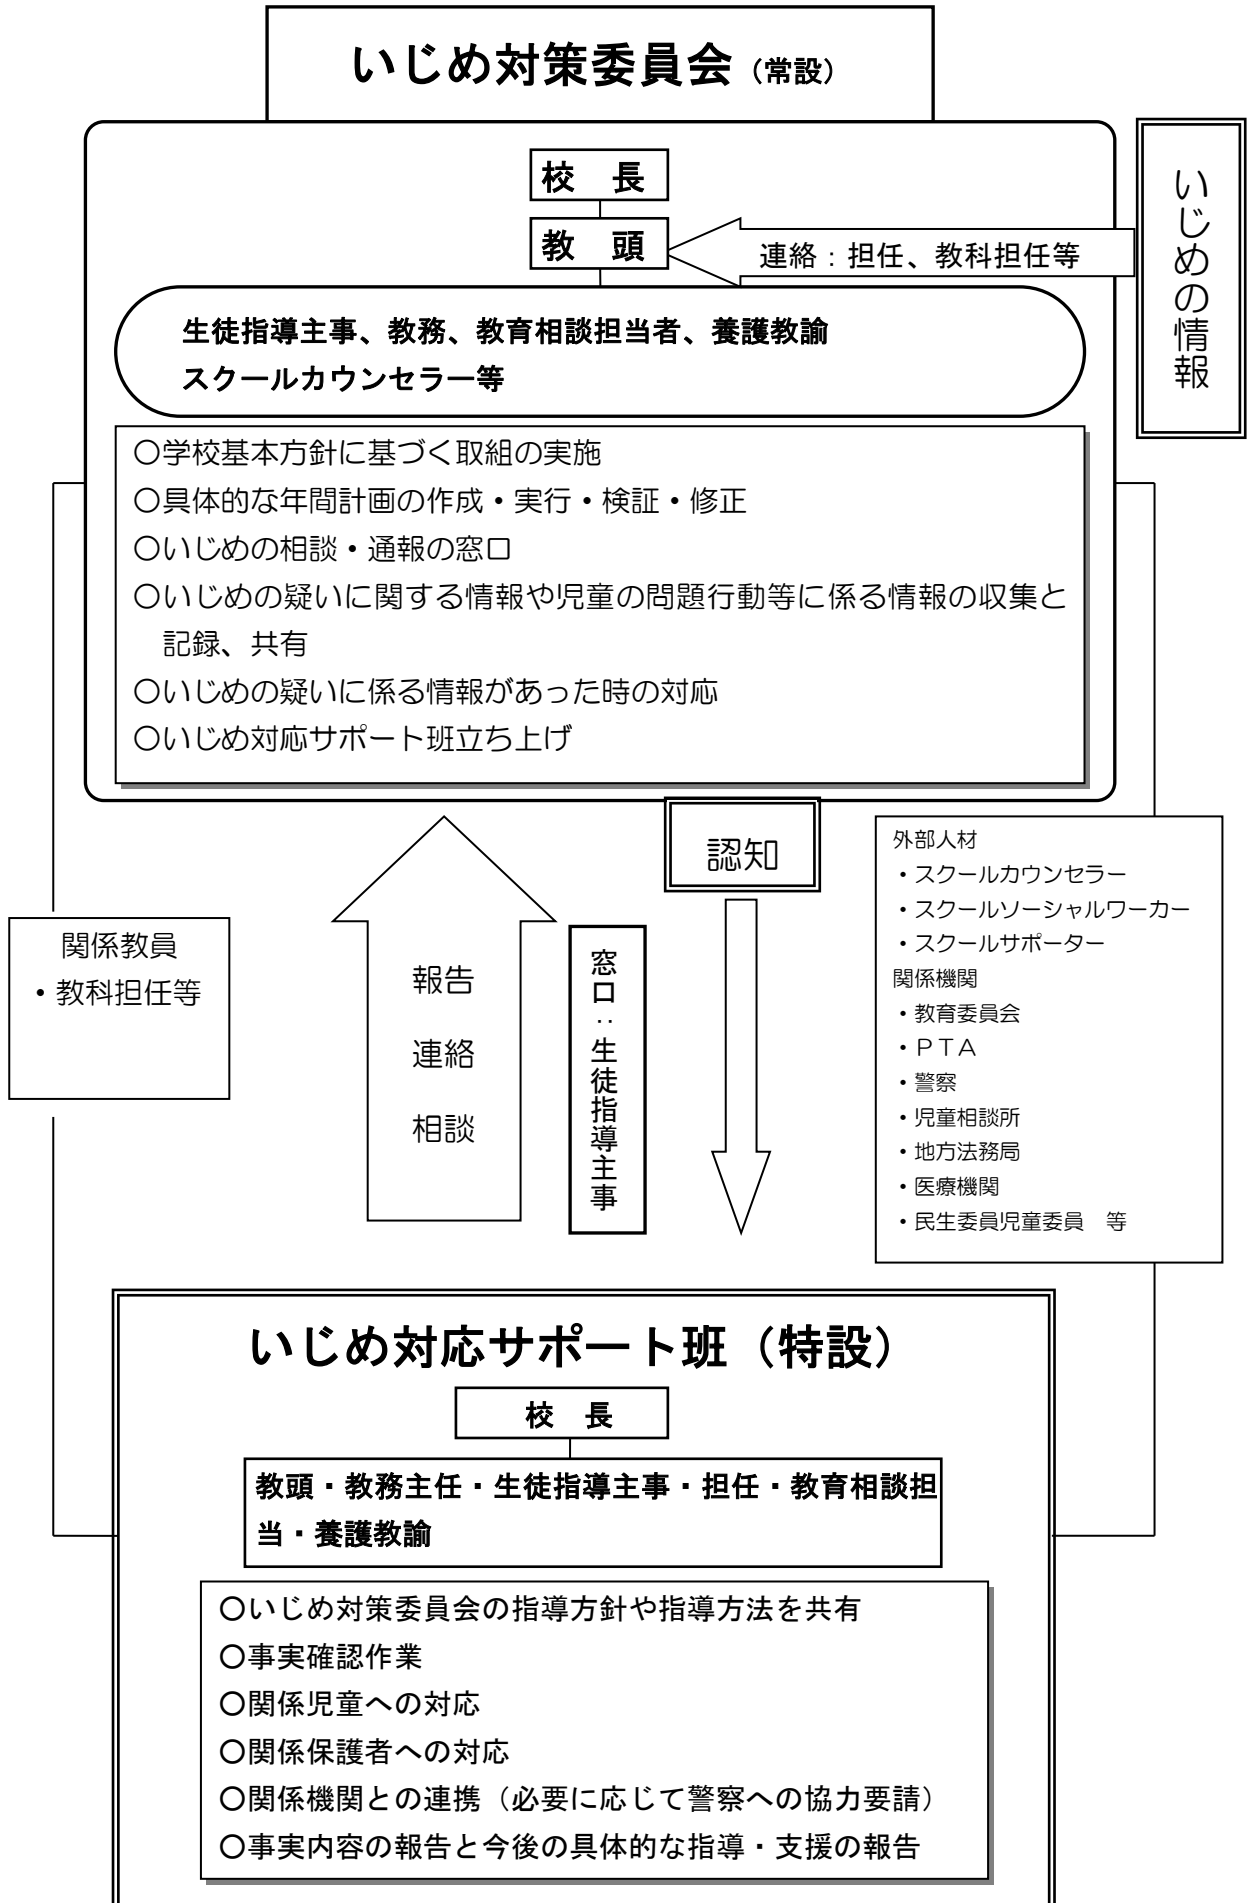 いじめ対策委員会（常設）
校　長
教　頭
連絡：担任、教科担任等
いじめの情報
生徒指導主事、教務、教育相談担当者、養護教諭
スクールカウンセラー等
○学校基本方針に基づく取組の実施
○具体的な年間計画の作成・実行・検証・修正
○いじめの相談・通報の窓口
○いじめの疑いに関する情報や児童の問題行動等に係る情報の収集と
記録、共有
○いじめの疑いに係る情報があった時の対応
○いじめ対応サポート班立ち上げ
認知
関係教員
・教科担任等
報告
連絡
相談
窓口：生徒指導主事
外部人材
・スクールカウンセラー
・スクールソーシャルワーカー
・スクールサポーター
関係機関
・教育委員会
・ＰＴＡ
・警察
・児童相談所
・地方法務局
・医療機関
・民生委員児童委員　等
いじめ対応サポート班（特設）
校　長
教頭・教務主任・生徒指導主事・担任・教育相談担
当・養護教諭
○いじめ対策委員会の指導方針や指導方法を共有
○事実確認作業
○関係児童への対応
○関係保護者への対応
○関係機関との連携（必要に応じて警察への協力要請）
○事実内容の報告と今後の具体的な指導・支援の報告